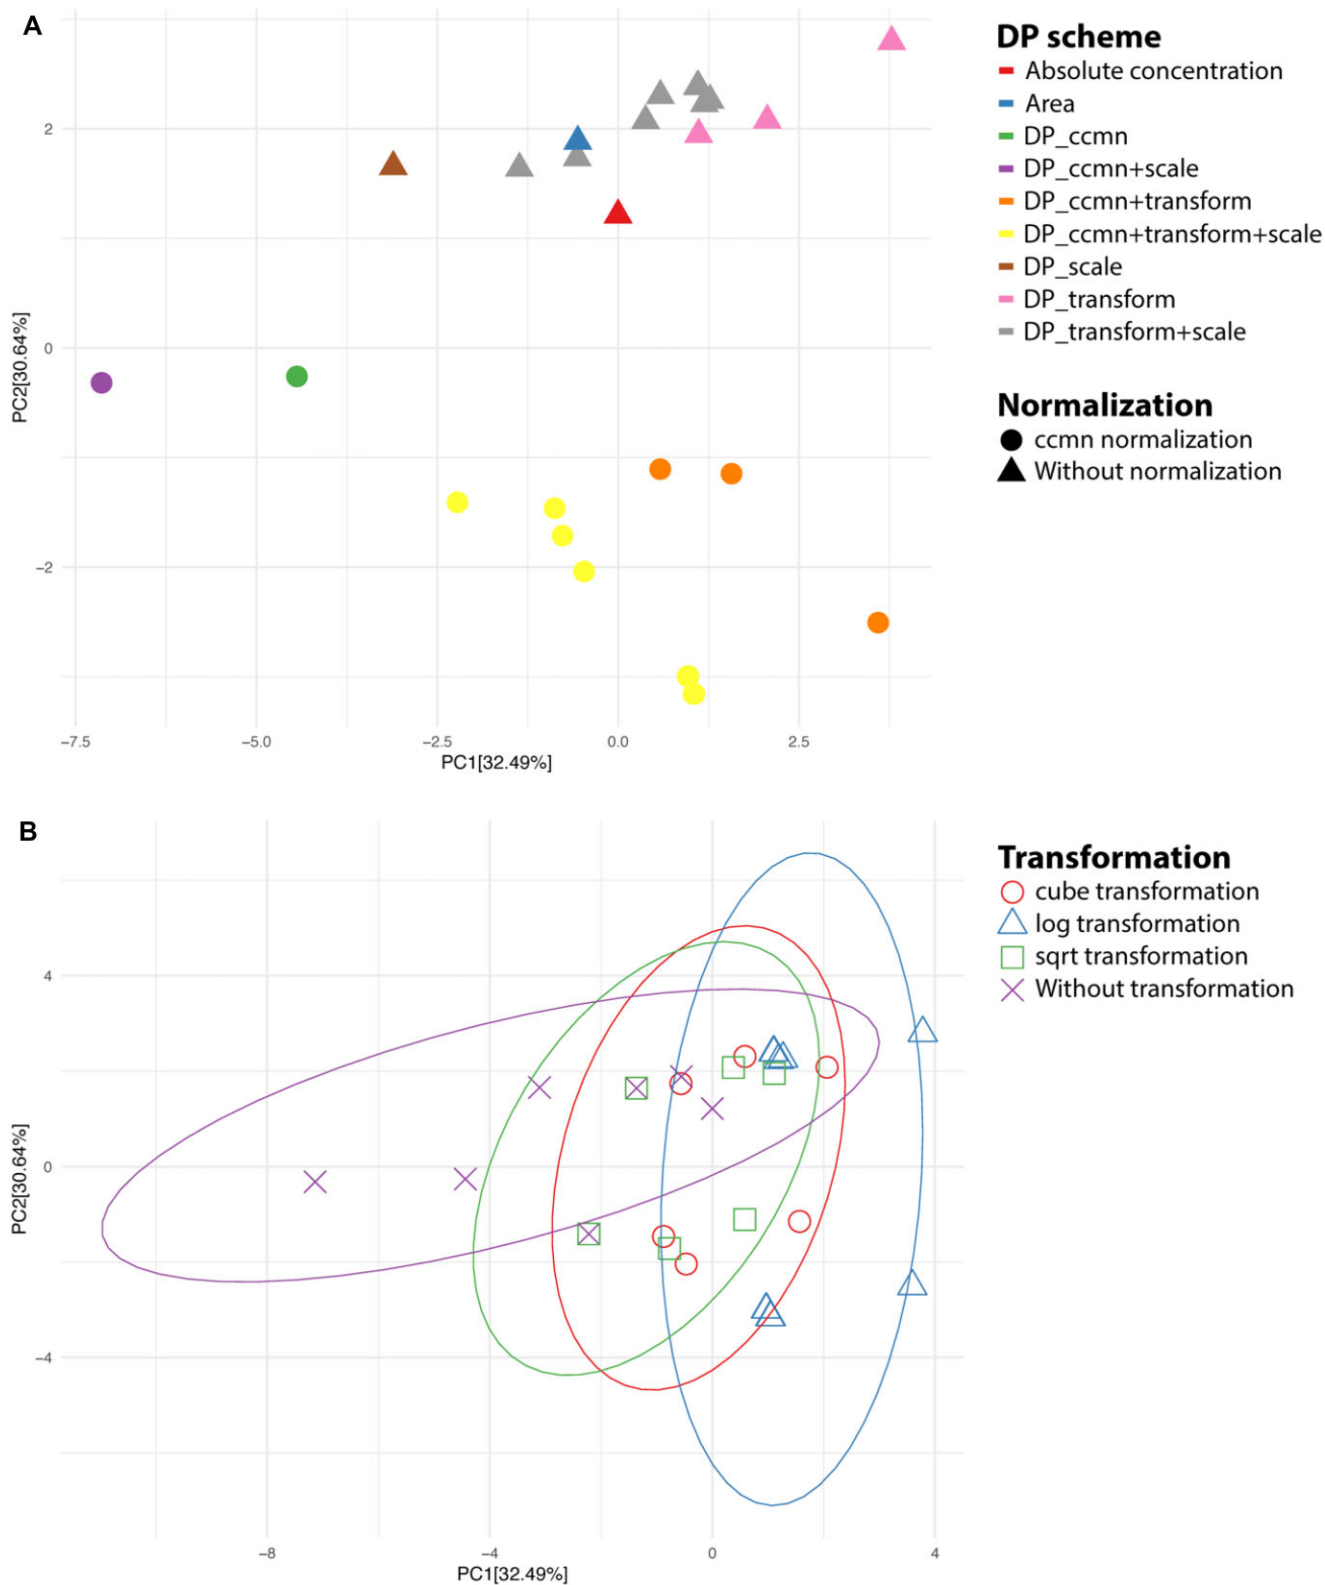 A
DP scheme
Absolute concentration
Area
DP_ccmn
DP_ccmn+scale
DP_ccmn+transform
DP_ccmn+transform+scale
DP_scale
DP_transform
DP_transform+scale
Normalization
ccmn normalization
Without normalization
2
0
−2
PC2[30.64%]
−7.5
−5.0
−2.5
0.0
2.5
PC1[32.49%]
B
Transformation
cube transformation
log transformation
sqrt transformation
Without transformation
4
0
−4
PC2[30.64%]
−8
−4
0
4
PC1[32.49%]